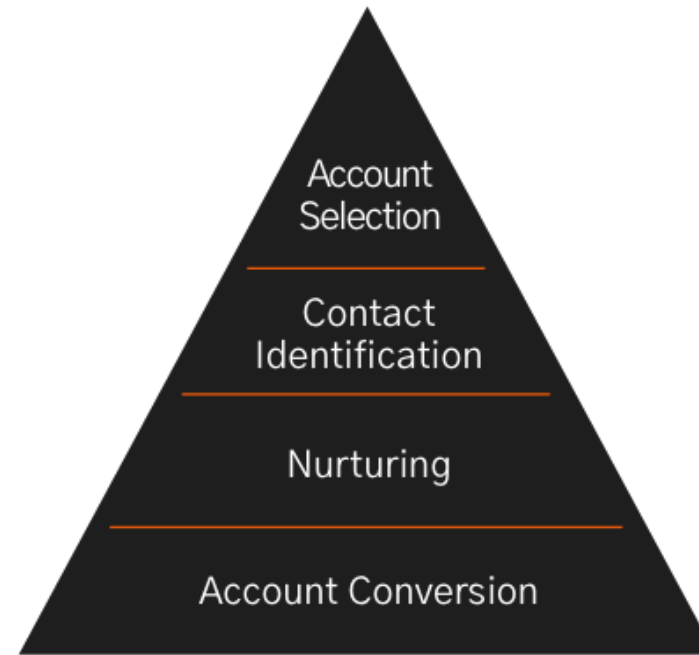 Account
Selection
Contact
Identification
Nurturing
Account Conversion